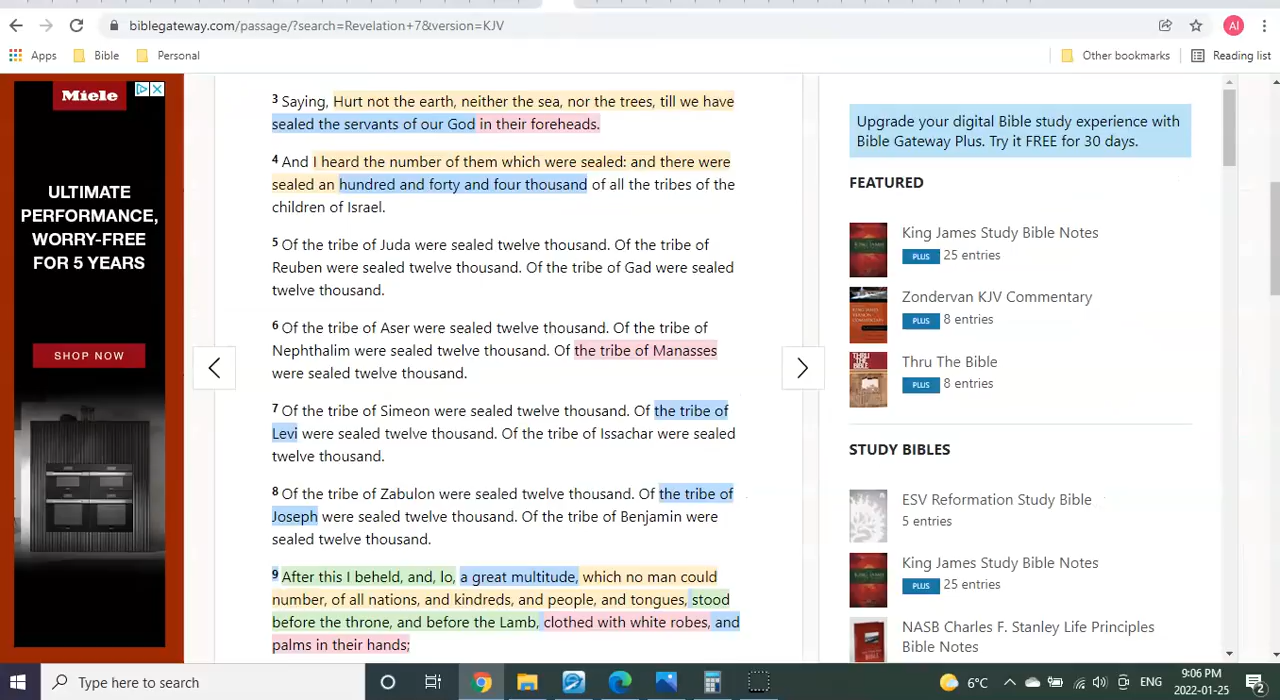 biblegateway.com/passage/?search=Revelation+7&version=KJV
Al
Apps Bible Personal Other bookmarks Reading list
Miele
ULTIMATE
PERFORMANCE,
WORRY-FREE
FOR 5 YEARS
SHOP NOW
3 Saying, Hurt not the earth, neither the sea, nor the trees, till we have
sealed the servants of our God in their foreheads.
4 And I heard the number of them which were sealed: and there were
sealed an hundred and forty and four thousand of all the tribes of the
children of Israel.
5 Of the tribe of Juda were sealed twelve thousand. Of the tribe of
Reuben were sealed twelve thousand. Of the tribe of Gad were sealed
twelve thousand.
6 Of the tribe of Aser were sealed twelve thousand. Of the tribe of
Nephthalim were sealed twelve thousand. Of the tribe of Manasses
were sealed twelve thousand.
7 Of the tribe of Simeon were sealed twelve thousand. Of the tribe of
Levi were sealed twelve thousand. Of the tribe of Issachar were sealed
twelve thousand.
8 Of the tribe of Zabulon were sealed twelve thousand. Of the tribe of
Joseph were sealed twelve thousand. Of the tribe of Benjamin were
sealed twelve thousand.
9 After this I beheld, and, lo, a great multitude, which no man could
number, of all nations, and kindreds, and people, and tongues, stood
before the throne, and before the Lamb, clothed with white robes, and
palms in their hands;
Upgrade your digital Bible study experience with
Bible Gateway Plus. Try it FREE for 30 days.
FEATURED
King James Study Bible Notes
PLUS 25 entries
Zondervan KJV Commentary
PLUS 8 entries
Thru The Bible
PLUS 8 entries
STUDY BIBLES
ESV Reformation Study Bible
5 entries
King James Study Bible Notes
PLUS 25 entries
NASB Charles F. Stanley Life Principles
Bible Notes
Type here to search
6°C
ENG
9:06 PM
2022-01-25
2